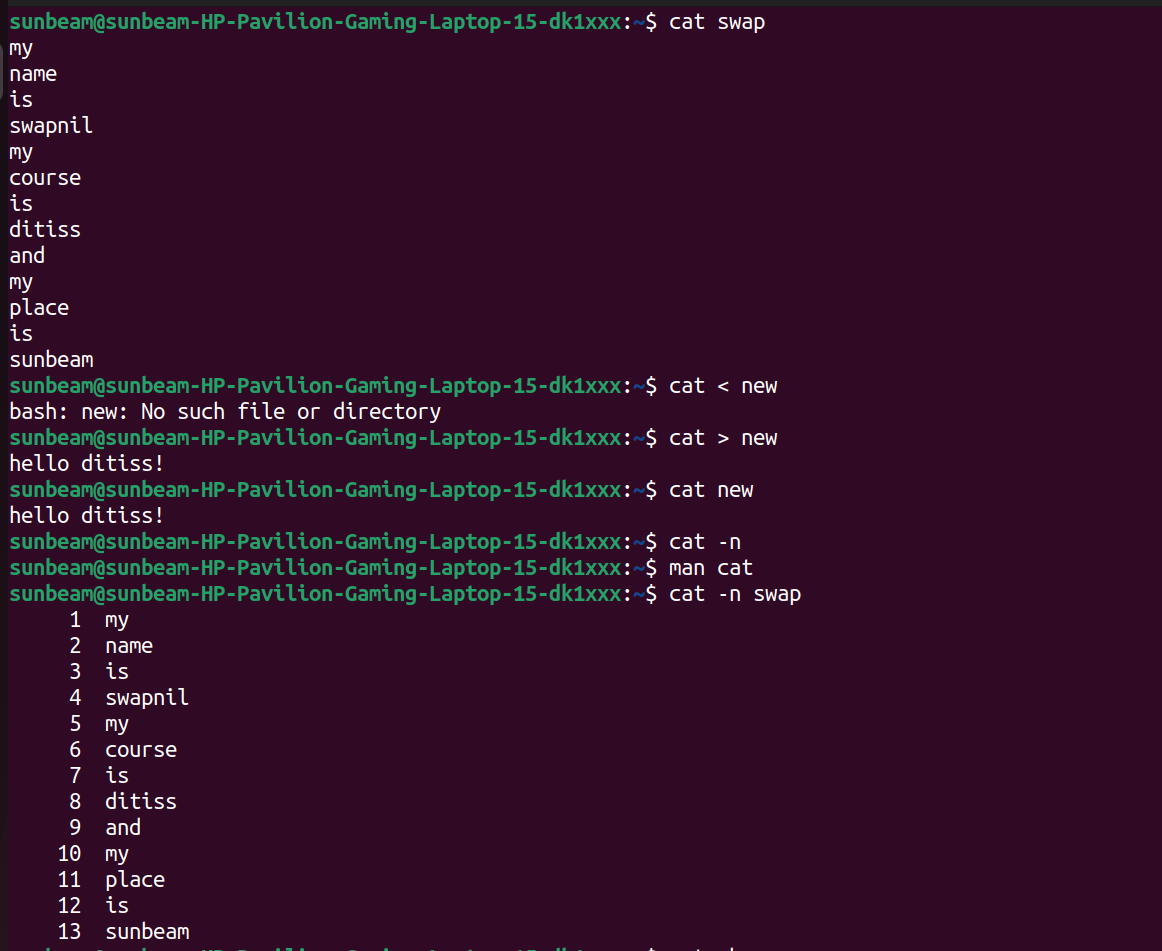 sunbeam@sunbeam-HP-Pavilion-Gaming-Laptop-15-dk1xxx:~$ cat swap
my
name
is
swapnil
my
course
is
ditiss
and
my
place
is
sunbeam
sunbeam@sunbeam-HP-Pavilion-Gaming-Laptop-15-dk1xxx:~$ cat < new
bash: new: No such file or directory
sunbeam@sunbeam-HP-Pavilion-Gaming-Laptop-15-dk1xxx:~$ cat > new
hello ditiss!
sunbeam@sunbeam-HP-Pavilion-Gaming-Laptop-15-dk1xxx:~$ cat new
hello ditiss!
sunbeam@sunbeam-HP-Pavilion-Gaming-Laptop-15-dk1xxx:~$ cat -n
sunbeam@sunbeam-HP-Pavilion-Gaming-Laptop-15-dk1xxx:~$ man cat
sunbeam@sunbeam-HP-Pavilion-Gaming-Laptop-15-dk1xxx:~$ cat -n swap
1 my
2 name
3 is
4 swapnil
5 my
6 course
7 is
8 ditiss
9 and
10 my
11 place
12 is
13 sunbeam